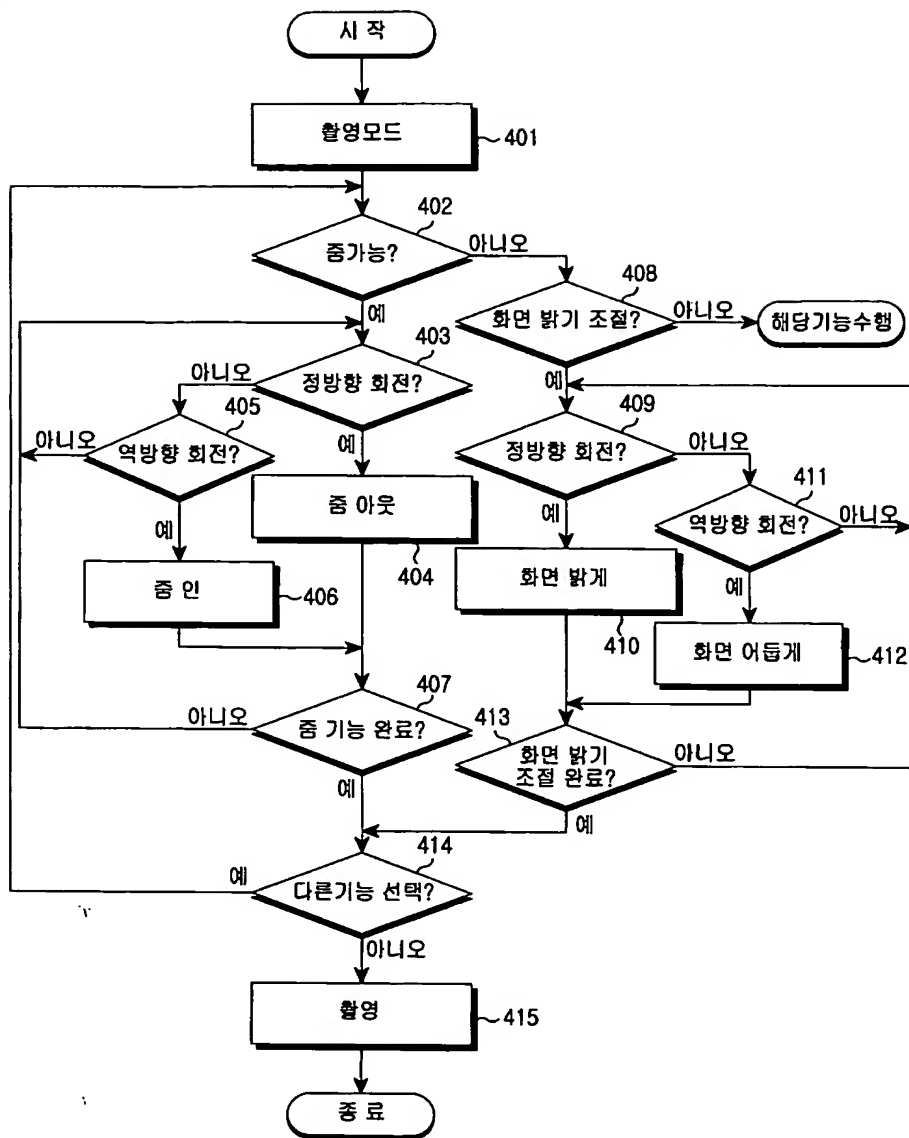 시 작
촬영모드
401
402
줌가능?
아니오
예
408
화면 밝기 조절?
아니오
해당기능수행
예
403
정방향 회전?
아니오
예
405
역방향 회전?
아니오
예
줌 아웃
404
줌 인
406
409
정방향 회전?
아니오
예
411
역방향 회전?
아니오
예
화면 밝게
410
화면 어둡게
412
407
줌 기능 완료?
아니오
예
413
화면 밝기
조절 완료?
아니오
예
414
다른기능 선택?
예
아니오
촬영
415
종 료